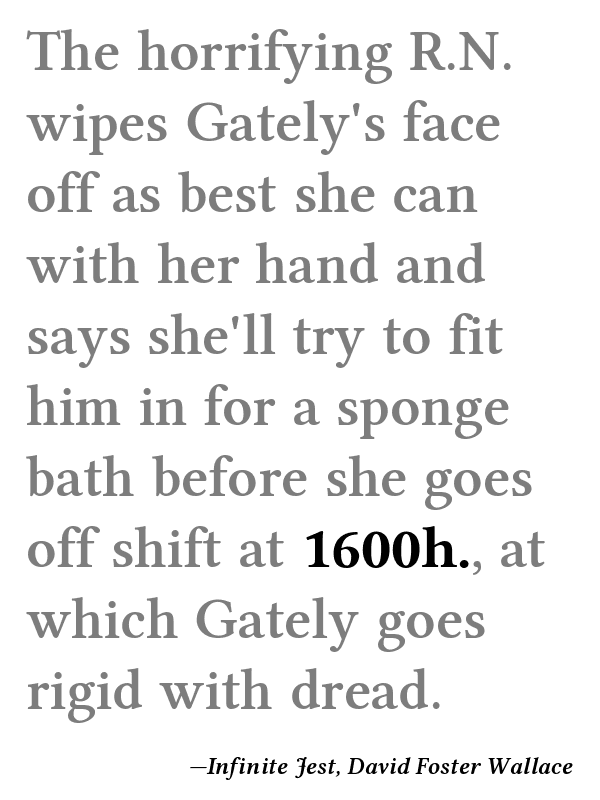 The horrifying R.N.
wipes Gately's face
off as best she can
with her hand and
says she'll try to fit
him in for a sponge
bath before she goes
off shift at 1600h., at
which Gately goes
rigid with dread.
—Infinite Jest, David Foster Wallace